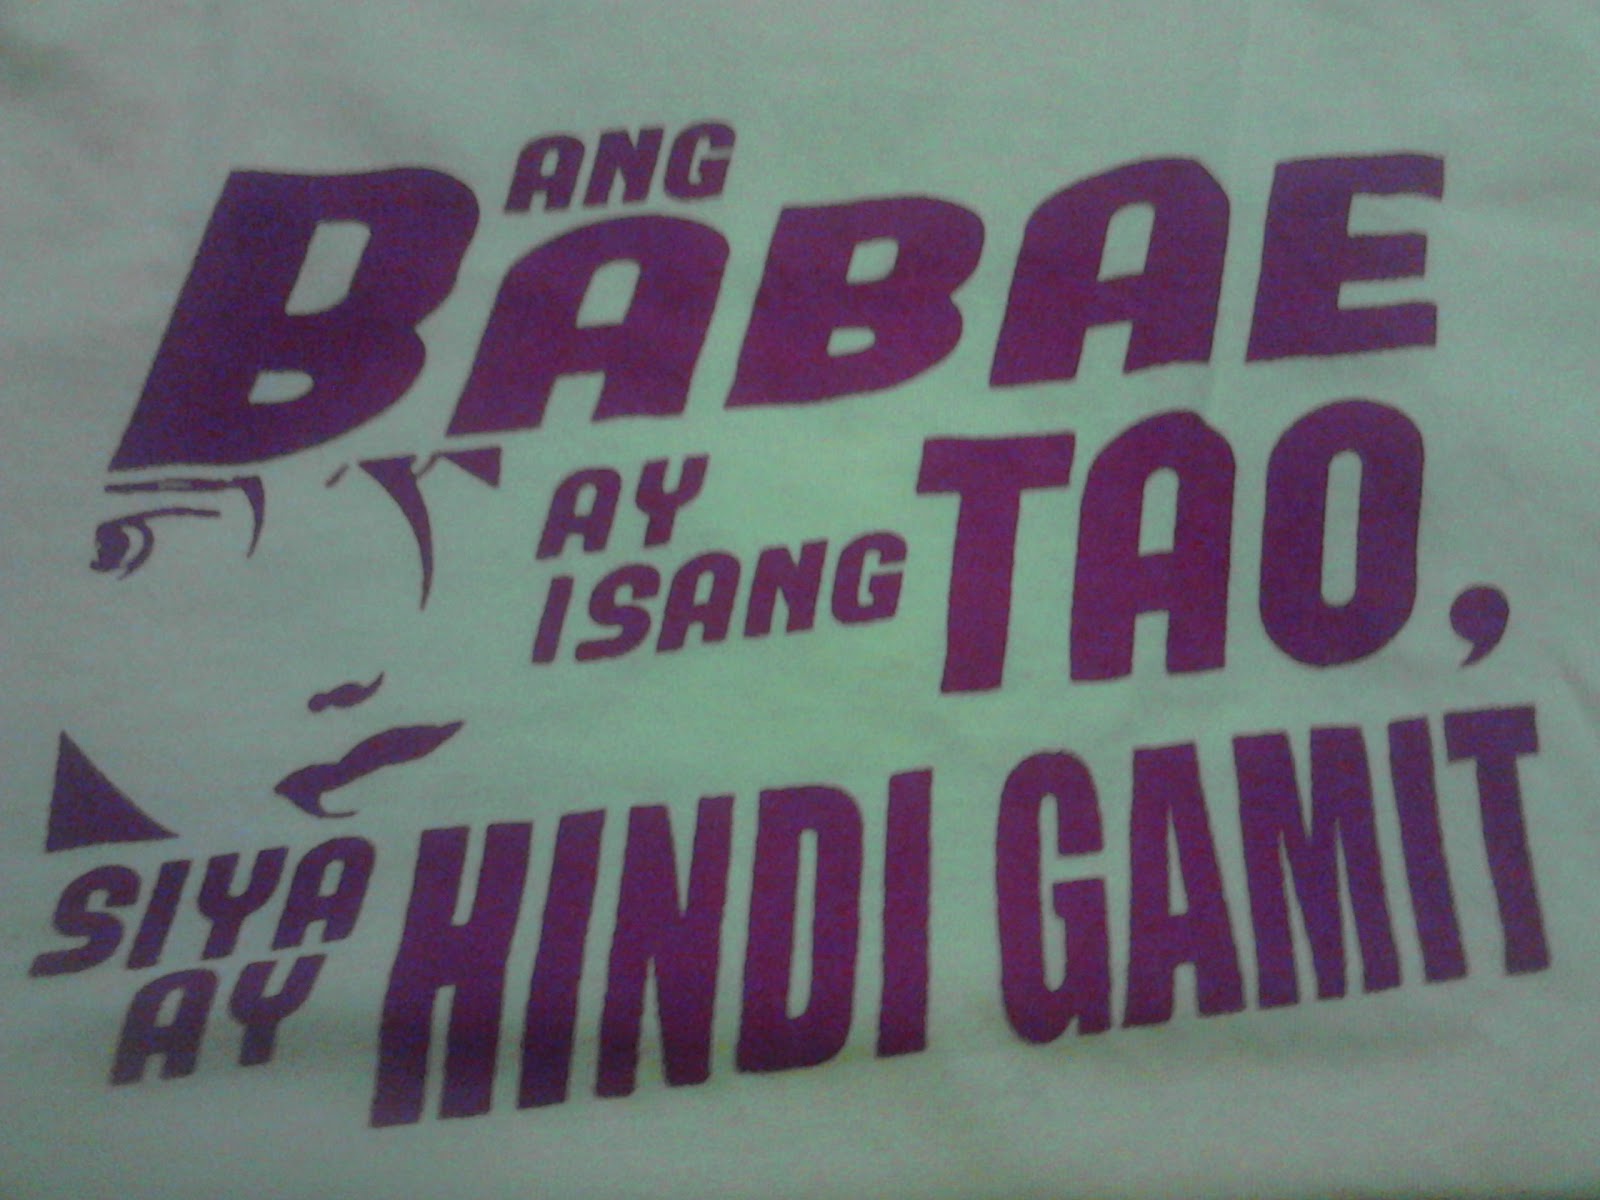 ANG
BABAE
AY
ISANG TAO,
SIYA
AY HINDI GAMIT